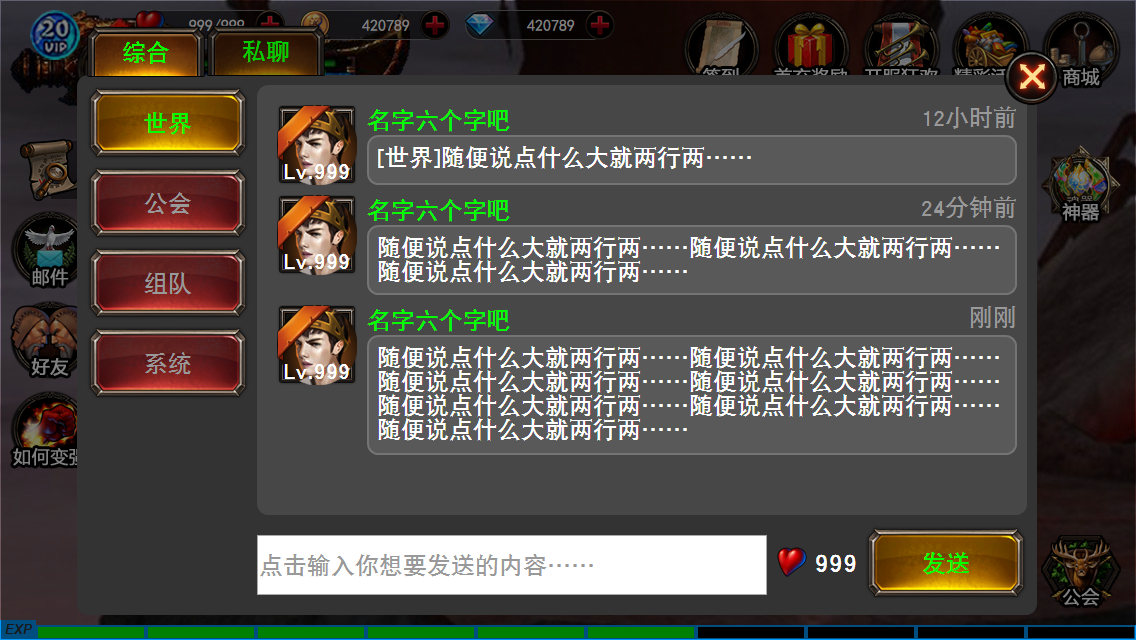 20
VIP
999/999
420789
420789
综合
私聊
商城
世界
公会
组队
系统
名字六个字吧
12小时前
Lv.999
[世界]随便说点什么大就两行两……
名字六个字吧
24分钟前
Lv.999
随便说点什么大就两行两……随便说点什么大就两行两……
随便说点什么大就两行两……
名字六个字吧
刚刚
Lv.999
随便说点什么大就两行两……随便说点什么大就两行两……
随便说点什么大就两行两……随便说点什么大就两行两……
随便说点什么大就两行两……随便说点什么大就两行两……
随便说点什么大就两行两……
邮件
好友
如何变强
神器
点击输入你想要发送的内容……
999
发送
公会
EXP